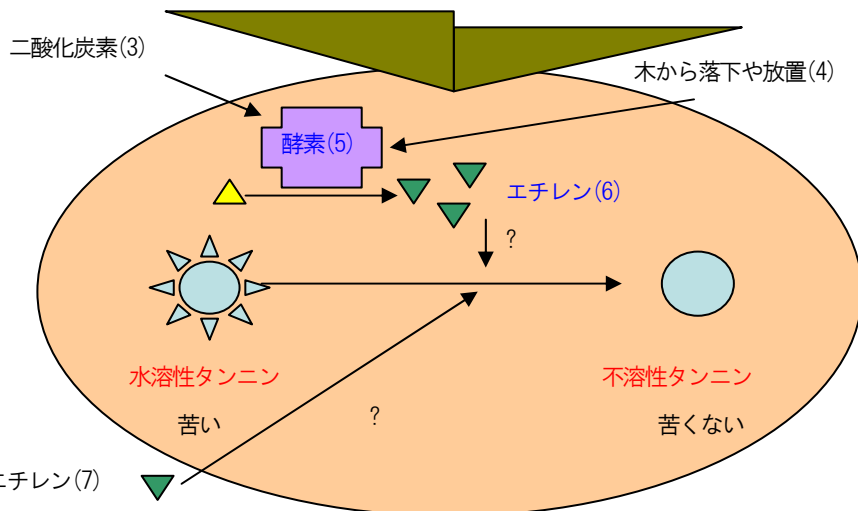 二酸化炭素(3)
木から落下や放置(4)
酵素(5)
エチレン(6)
?
水溶性タンニン
不溶性タンニン
苦い
?
苦くない
エチレン(7)